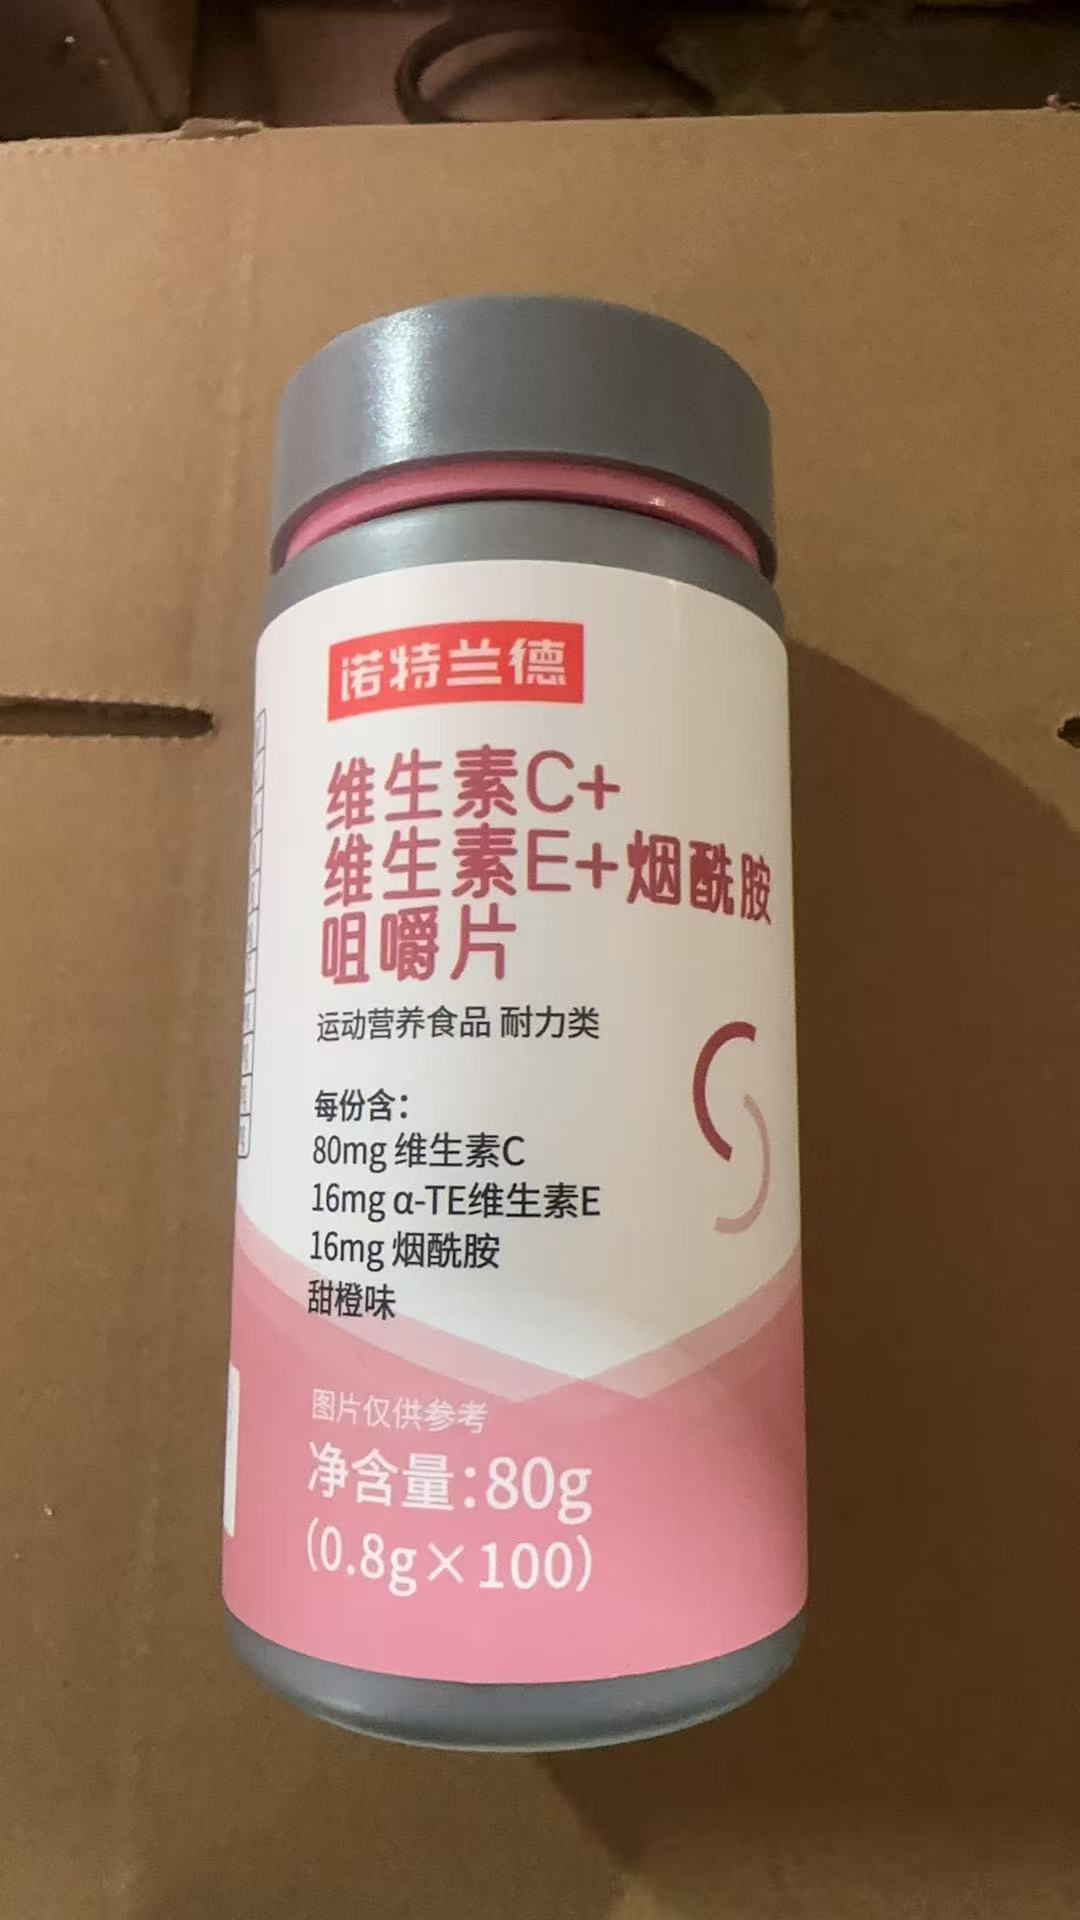 诺特兰德
维生素C+
维生素E+烟酰胺
咀嚼片
运动营养食品 耐力类
每份含：
80mg 维生素C
16mg α-TE维生素E
16mg 烟酰胺
甜橙味
图片仅供参考
净含量：80g
(0.8g×100)